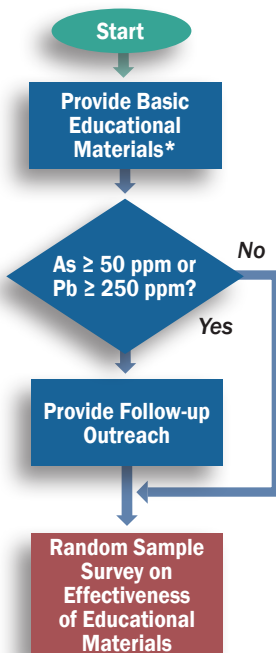 Start
Provide Basic
Educational
Materials*
As ≥ 50 ppm or
Pb ≥ 250 ppm?
No
Yes
Provide Follow-up
Outreach
Random Sample
Survey on
Effectiveness
of Educational
Materials